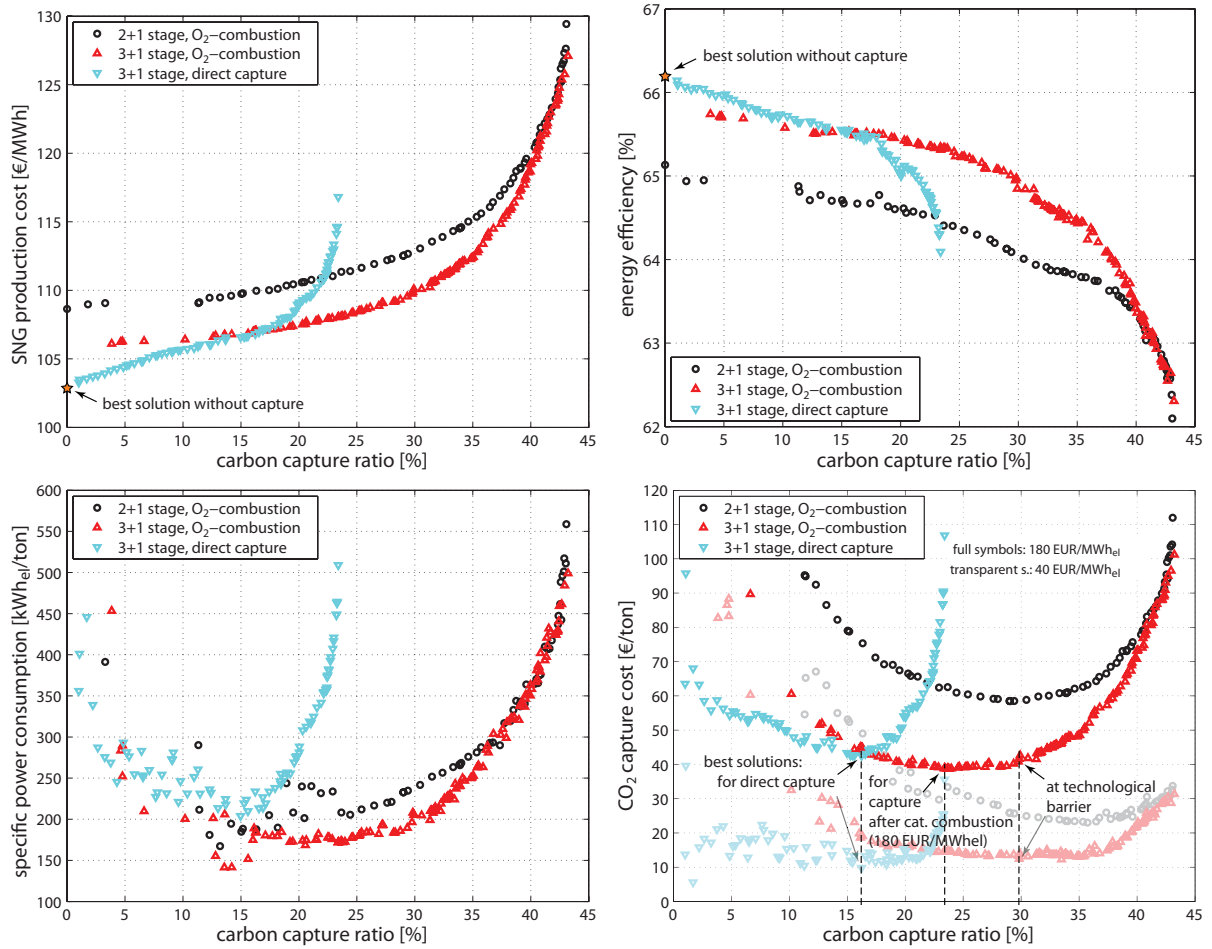 2+1 stage, O2−combustion
3+1 stage, O2−combustion
3+1 stage, direct capture
best solution without capture
SNG production cost [€/MWh]
130
125
120
115
109
106
103
100
0 5 10 15 20 25 30 35 40 45
carbon capture ratio [%]
67
66
65
64
63
62
energy efficiency [%]
best solution without capture
2+1 stage, O2−combustion
3+1 stage, O2−combustion
3+1 stage, direct capture
0 5 10 15 20 25 30 35 40 45
carbon capture ratio [%]
600
550
500
450
400
350
300
250
200
150
100
specific power consumption [kWhel/ton]
2+1 stage, O2−combustion
3+1 stage, O2−combustion
3+1 stage, direct capture
0 5 10 15 20 25 30 35 40 45
carbon capture ratio [%]
120
110
100
90
80
70
60
50
40
30
20
10
0
CO2 capture cost [€/ton]
2+1 stage, O2−combustion
3+1 stage, O2−combustion
3+1 stage, direct capture
full symbols: 180 EUR/MWhel
transparent s.: 40 EUR/MWhel
best solutions:
for direct capture
for
capture
after cat. combustion
(180 EUR/MWhel)
at technological
barrier
0 5 10 15 20 25 30 35 40 45
carbon capture ratio [%]